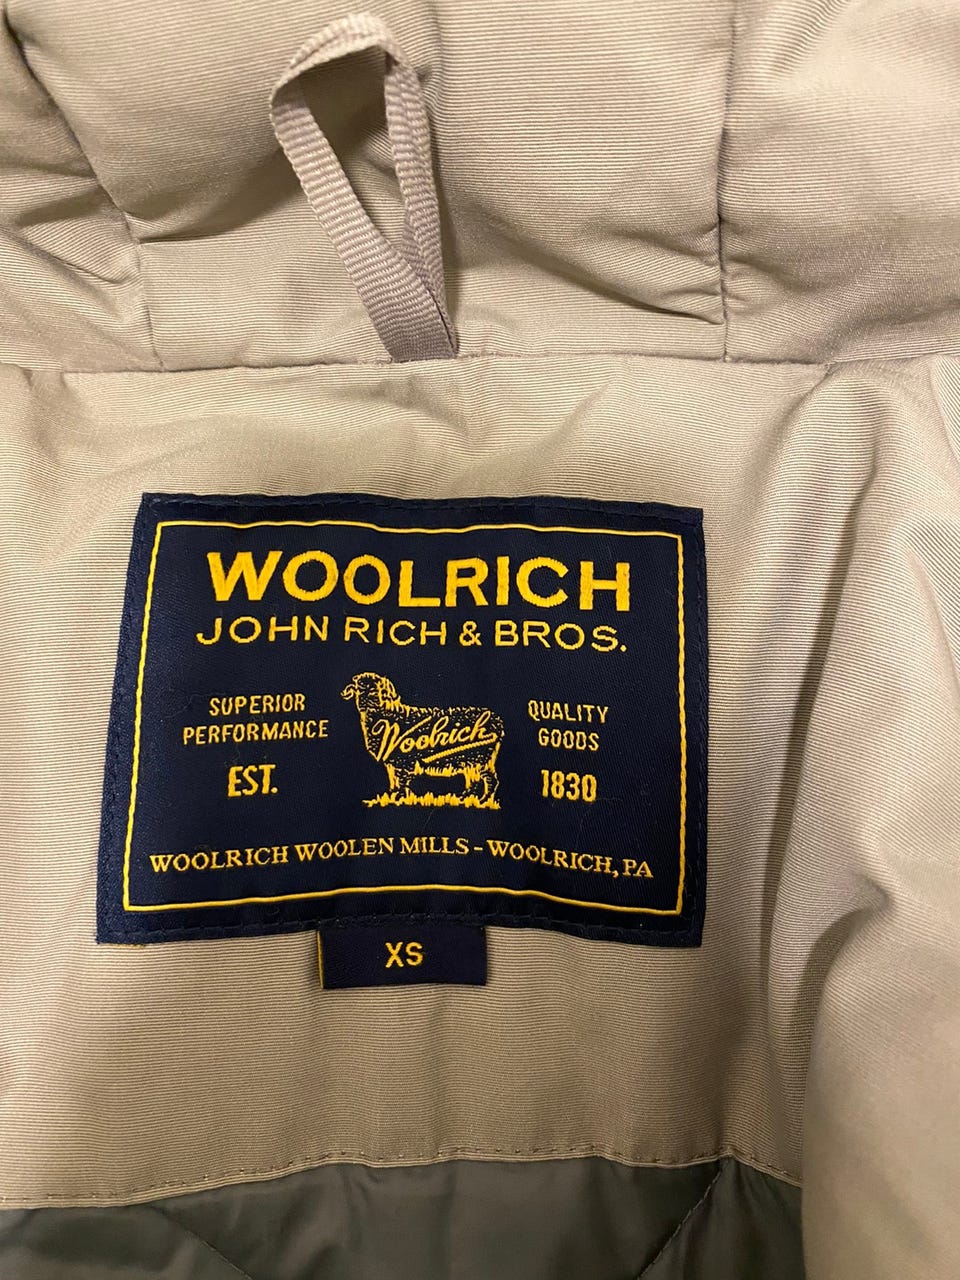 WOOLRICH
JOHN RICH & BROS.
SUPERIOR
PERFORMANCE
EST.
Woolrich
QUALITY
GOODS
1830
WOOLRICH WOOLEN MILLS - WOOLRICH, PA
XS